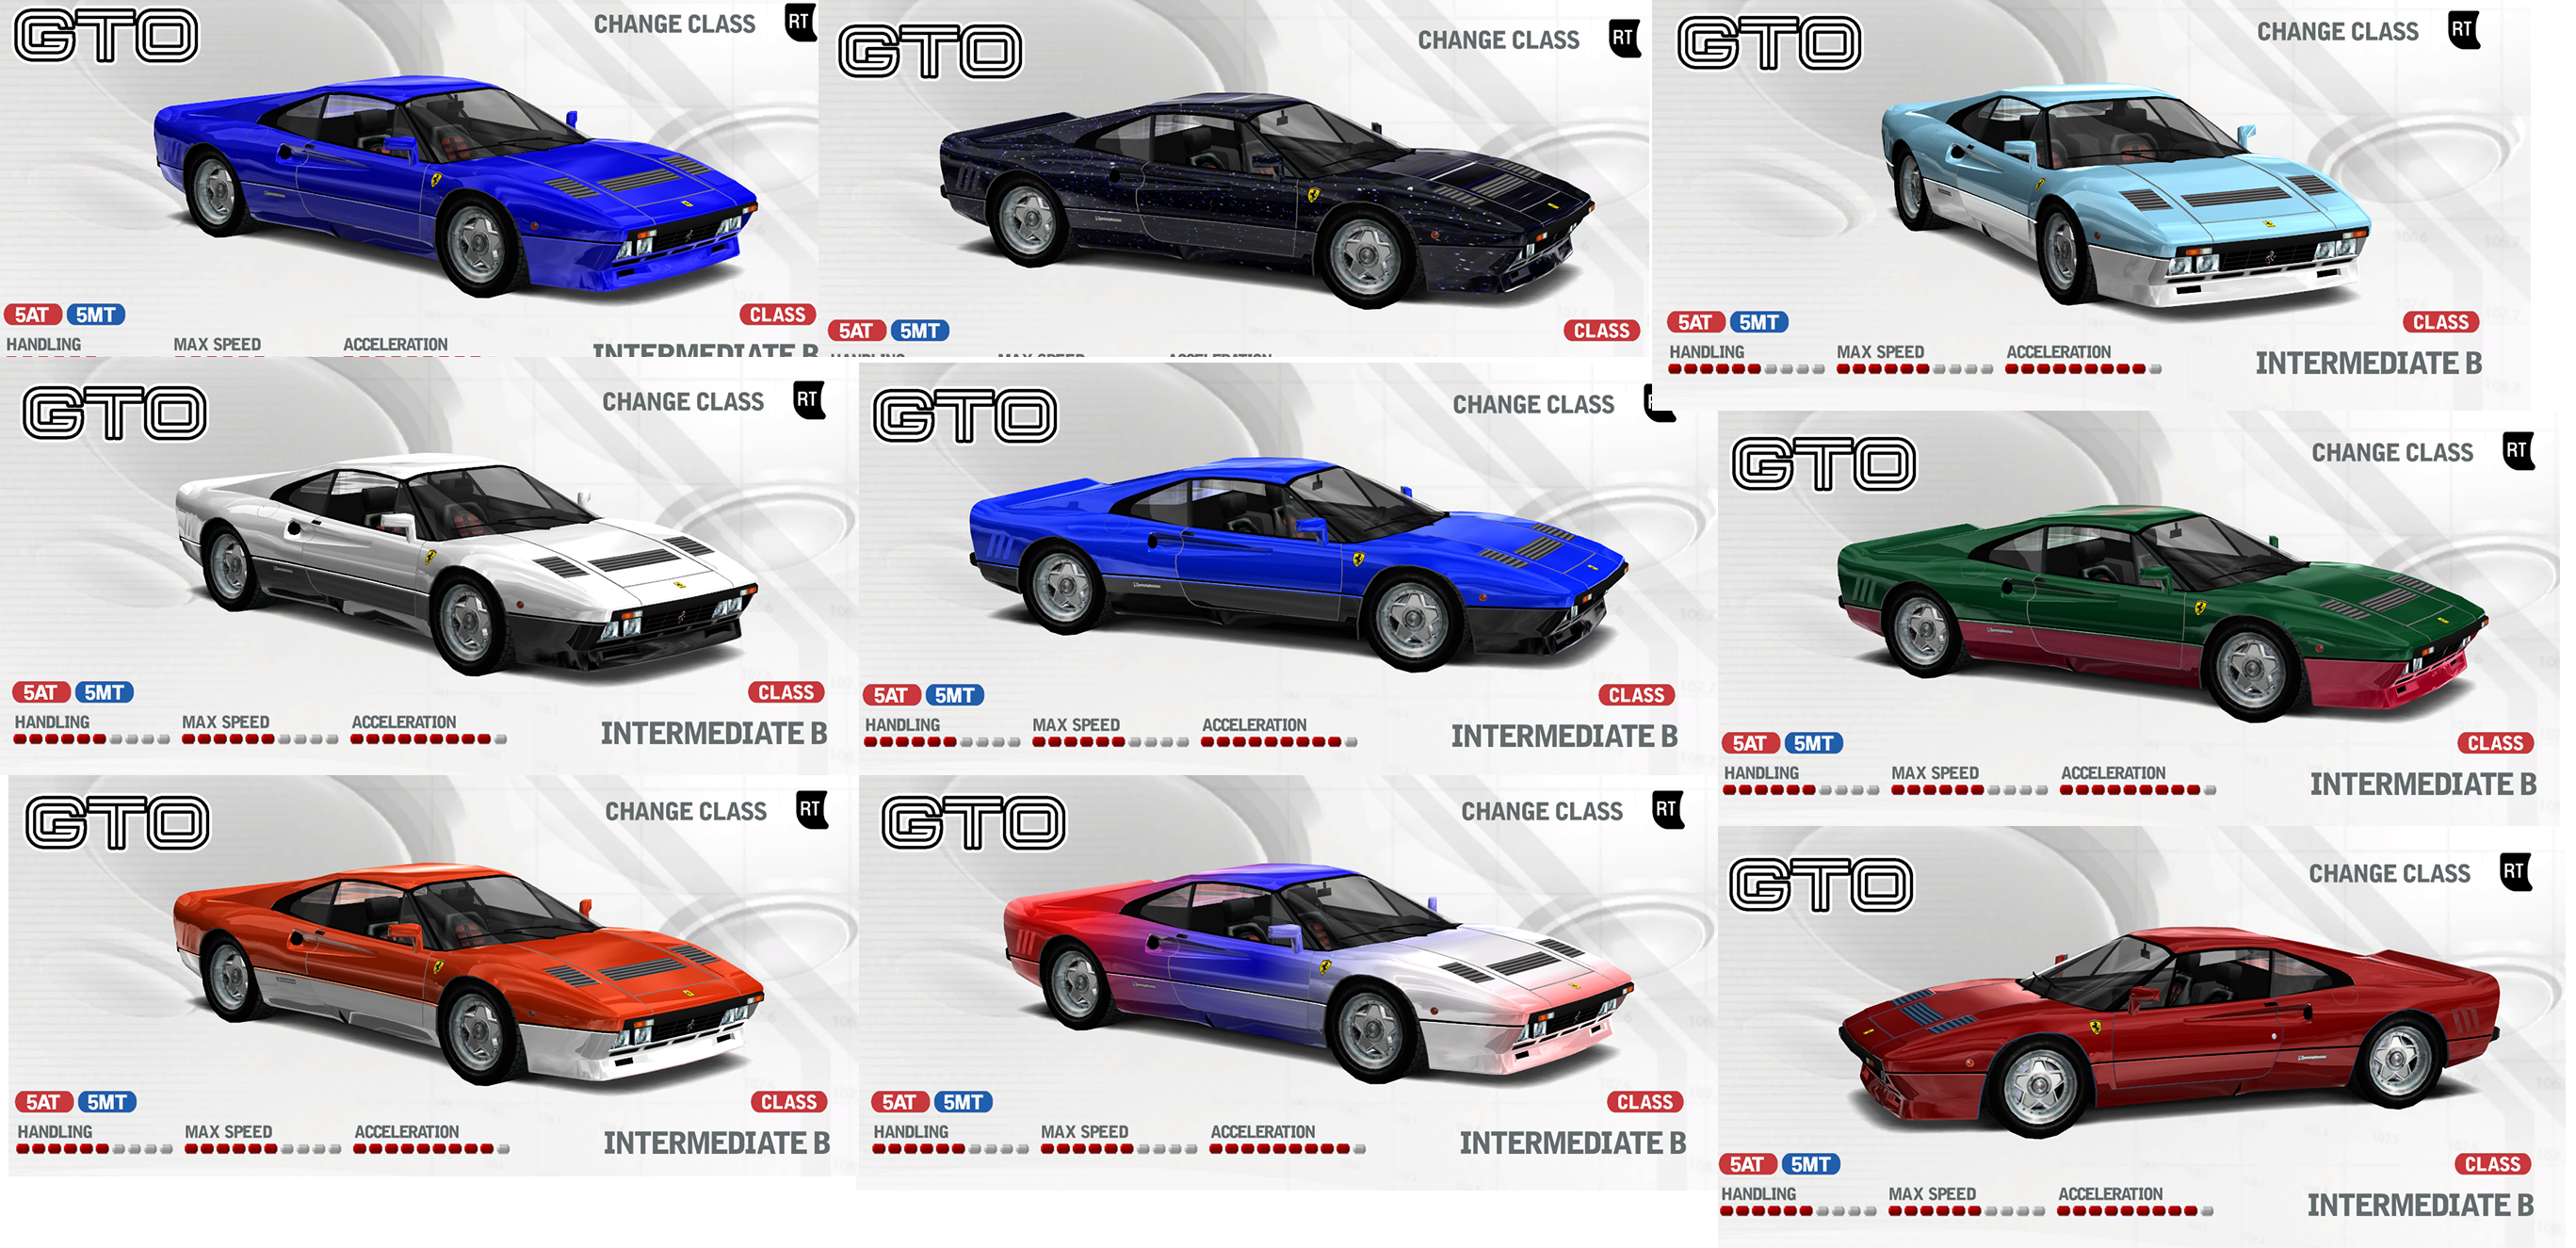 GTO
CHANGE CLASS RT
5AT 5MT
CLASS
HANDLING MAX SPEED ACCELERATION
INTERMEDIATE B
GTO
CHANGE CLASS RT
5AT 5MT
CLASS
HANDLING MAX SPEED ACCELERATION
GTO
CHANGE CLASS RT
5AT 5MT
CLASS
HANDLING MAX SPEED ACCELERATION
INTERMEDIATE B
GTO
CHANGE CLASS RT
5AT 5MT
CLASS
HANDLING MAX SPEED ACCELERATION
INTERMEDIATE B
GTO
CHANGE CLASS
5AT 5MT
CLASS
HANDLING MAX SPEED ACCELERATION
INTERMEDIATE B
GTO
CHANGE CLASS RT
5AT 5MT
CLASS
HANDLING MAX SPEED ACCELERATION
INTERMEDIATE B
GTO
CHANGE CLASS RT
5AT 5MT
CLASS
HANDLING MAX SPEED ACCELERATION
INTERMEDIATE B
GTO
CHANGE CLASS RT
5AT 5MT
CLASS
HANDLING MAX SPEED ACCELERATION
INTERMEDIATE B
GTO
CHANGE CLASS RT
5AT 5MT
CLASS
HANDLING MAX SPEED ACCELERATION
INTERMEDIATE B